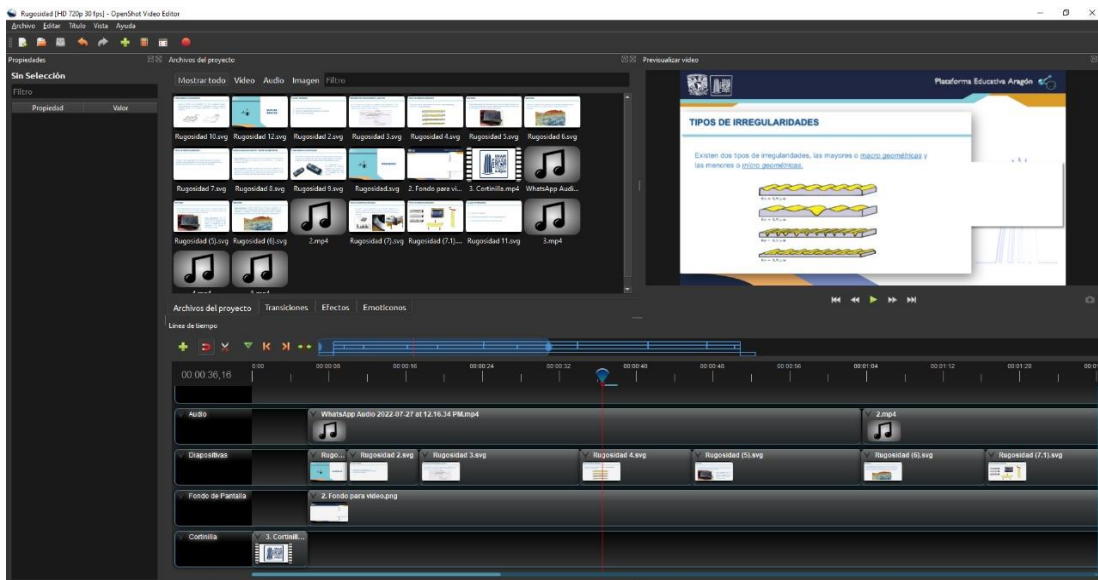 Rugosidad [HD 720p 30 fps] - OpenShot Video Editor
Archivo Editar Título Vista Ayuda
Propiedades
Sin Selección
Filtro
Propiedad Valor
Archivos del proyecto
Mostrar todo Video Audio Imagen Filtro
Rugosidad 10.svg Rugosidad 12.svg Rugosidad 2.svg Rugosidad 3.svg Rugosidad 4.svg Rugosidad 5.svg Rugosidad 6.svg
Rugosidad 7.svg Rugosidad 8.svg Rugosidad 9.svg Rugosidad.svg 2. Fondo para vi... 3. Cortinilla.mp4 WhatsApp Audi...
Rugosidad (5).svg Rugosidad (6).svg 2.mp4 Rugosidad (7).svg Rugosidad (7.1).... Rugosidad 11.svg 3.mp4
Archivos del proyecto Transiciones Efectos Emoticonos
Previsualizar video
Plataforma Educativa Aragón
TIPOS DE IRREGULARIDADES
Existen dos tipos de irregularidades, las mayores o macro geométricas y
las menores o micro geométricas.
Línea de tiempo
00:00:36,16
0:00 00:00:08 00:00:16 00:00:24 00:00:32 00:00:40 00:00:48 00:00:56 00:01:04 00:01:12 00:01:20
Audio WhatsApp Audio 2022-07-27 at 12.16.34 PM.mp4 2.mp4
Diapositivas Rugo... Rugosidad 2.svg Rugosidad 3.svg Rugosidad 4.svg Rugosidad (5).svg Rugosidad (6).svg Rugosidad (7.1).svg
Fondo de Pantalla 2. Fondo para video.png
Cortinilla 3. Cortinill...